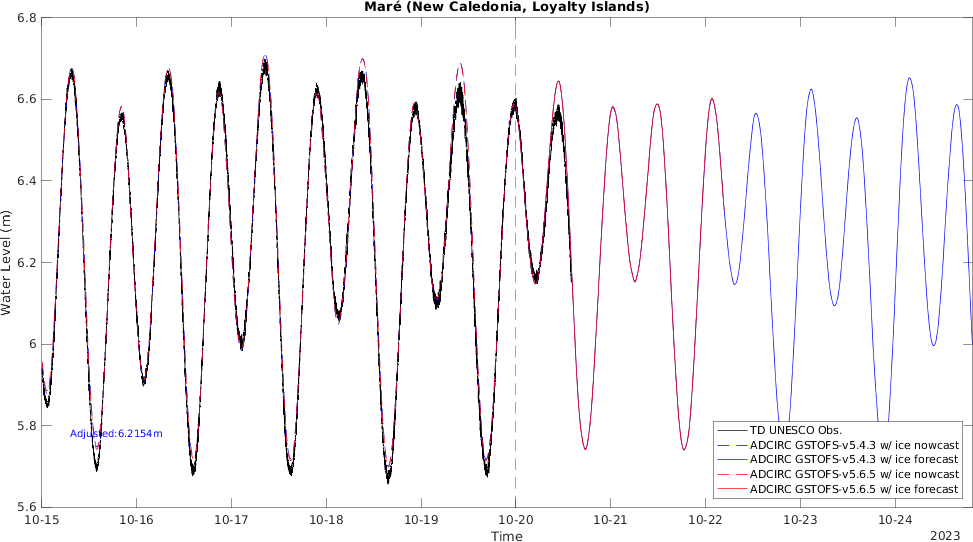 Maré (New Caledonia, Loyalty Islands)
6.8
6.6
6.4
6.2
6
5.8
5.6
Water Level (m)
Adjusted:6.2154m
TD UNESCO Obs.
ADCIRC GSTOFS-v5.4.3 w/ ice nowcast
ADCIRC GSTOFS-v5.4.3 w/ ice forecast
ADCIRC GSTOFS-v5.6.5 w/ ice nowcast
ADCIRC GSTOFS-v5.6.5 w/ ice forecast
10-15 10-16 10-17 10-18 10-19 10-20 10-21 10-22 10-23 10-24
Time
2023